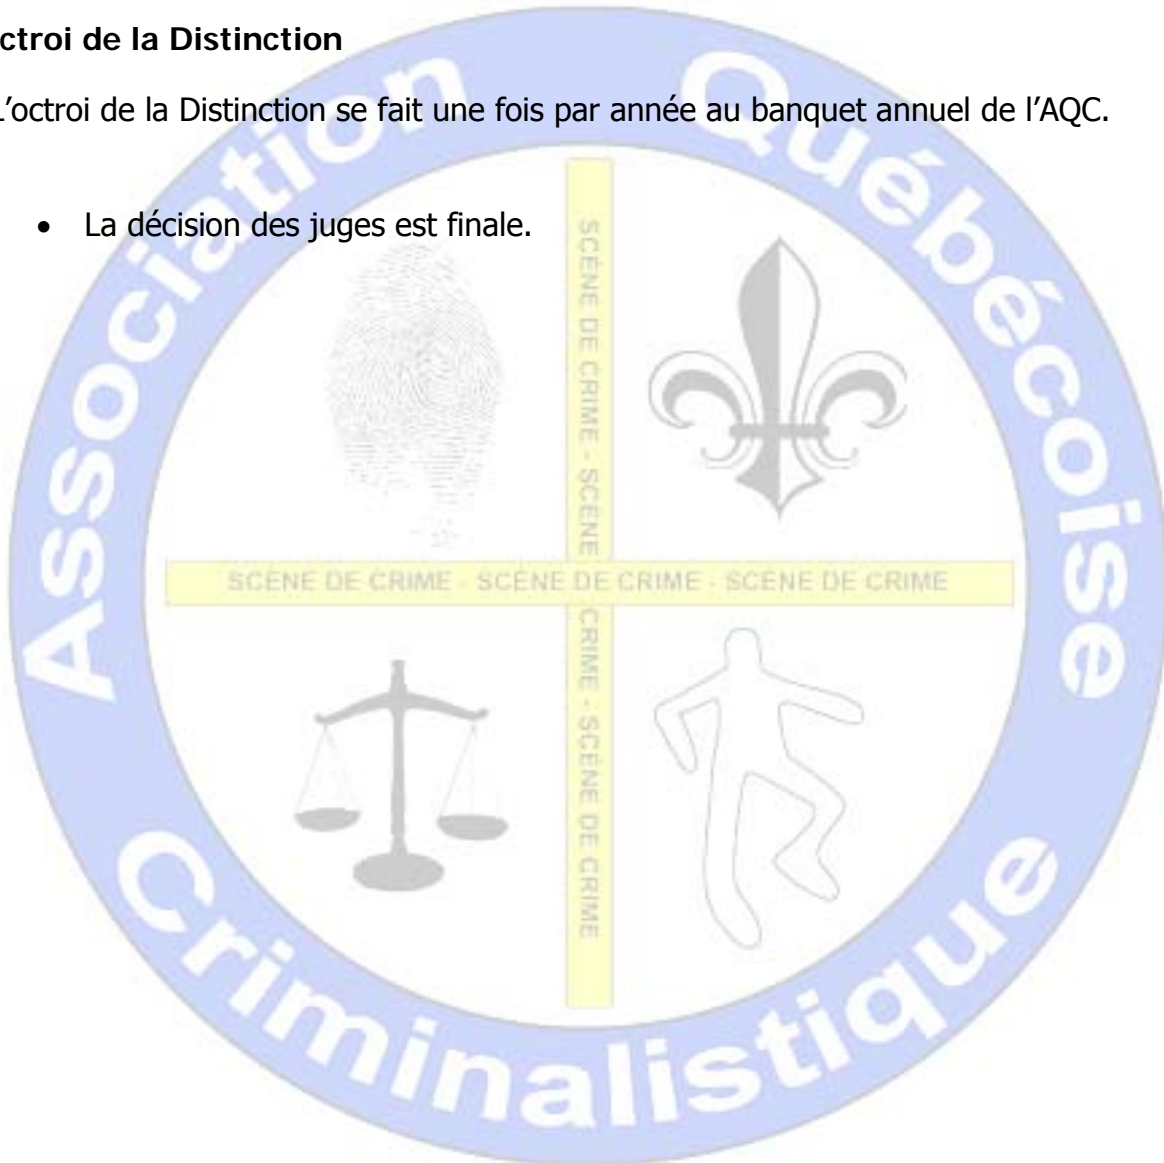 ctroi de la Distinction
L'octroi de la Distinction se fait une fois par année au banquet annuel de l'AQC.
• La décision des juges est finale.
Association Québécoise
Criminalistique
SCÈNE DE CRIME - SCÈNE DE CRIME - SCÈNE DE CRIME
SCÈNE DE CRIME - SCÈNE CRIME - SCÈNE DE CRIME